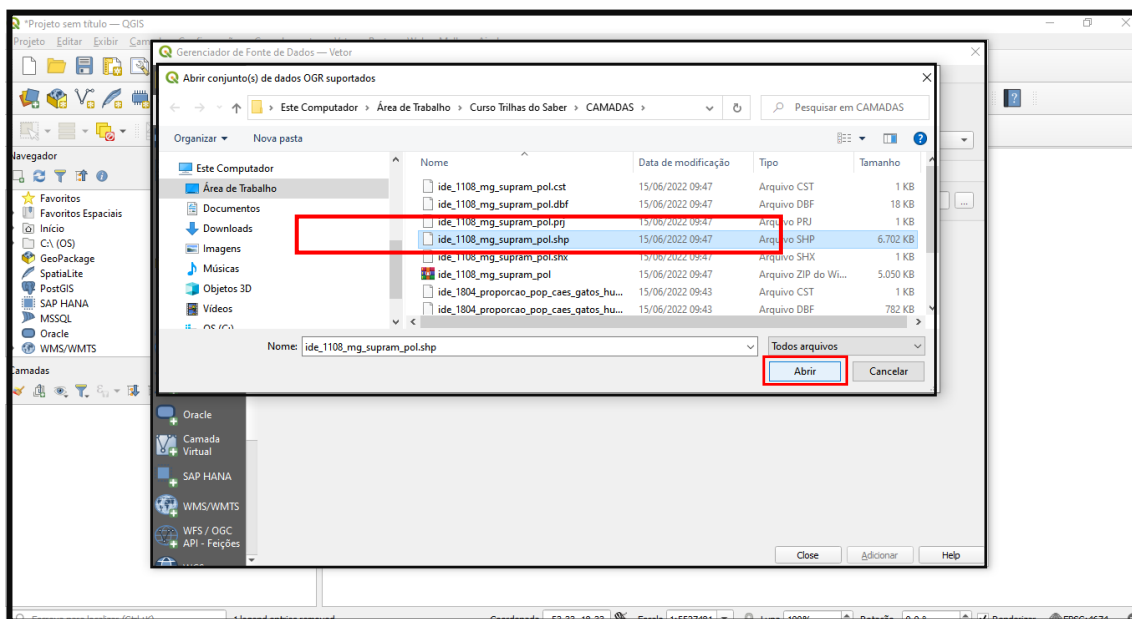 *Projeto sem título — QGIS
Projeto Editar Exibir
Gerenciador de Fonte de Dados — Vetor
Abrir conjunto(s) de dados OGR suportados
Este Computador > Área de Trabalho > Curso Trilhas do Saber > CAMADAS >
Pesquisar em CAMADAS
Organizar Nova pasta
Nome Data de modificação Tipo Tamanho
Este Computador
Área de Trabalho
Documentos
Downloads
Imagens
Músicas
Objetos 3D
Vídeos
OS (C:)
ide_1108_mg_supram_pol.cst 15/06/2022 09:47 Arquivo CST 1 KB
ide_1108_mg_supram_pol.dbf 15/06/2022 09:47 Arquivo DBF 18 KB
ide_1108_mg_supram_pol.prj 15/06/2022 09:47 Arquivo PRJ 1 KB
ide_1108_mg_supram_pol.shp 15/06/2022 09:47 Arquivo SHP 6.702 KB
ide_1108_mg_supram_pol.shx 15/06/2022 09:47 Arquivo SHX 1 KB
ide_1108_mg_supram_pol 15/06/2022 09:47 Arquivo ZIP do Wi... 5.050 KB
ide_1804_proporcao_pop_caes_gatos_hu... 15/06/2022 09:43 Arquivo CST 1 KB
ide_1804_proporcao_pop_caes_gatos_hu... 15/06/2022 09:43 Arquivo DBF 782 KB
Nome: ide_1108_mg_supram_pol.shp
Todos arquivos
Abrir Cancelar
Navegador
Favoritos
Favoritos Espaciais
Início
C:\ (OS)
GeoPackage
SpatiaLite
PostGIS
SAP HANA
MSSQL
Oracle
WMS/WMTS
Camadas
Oracle
Camada
Virtual
SAP HANA
WMS/WMTS
WFS / OGC
API - Feições
Close Adicionar Help